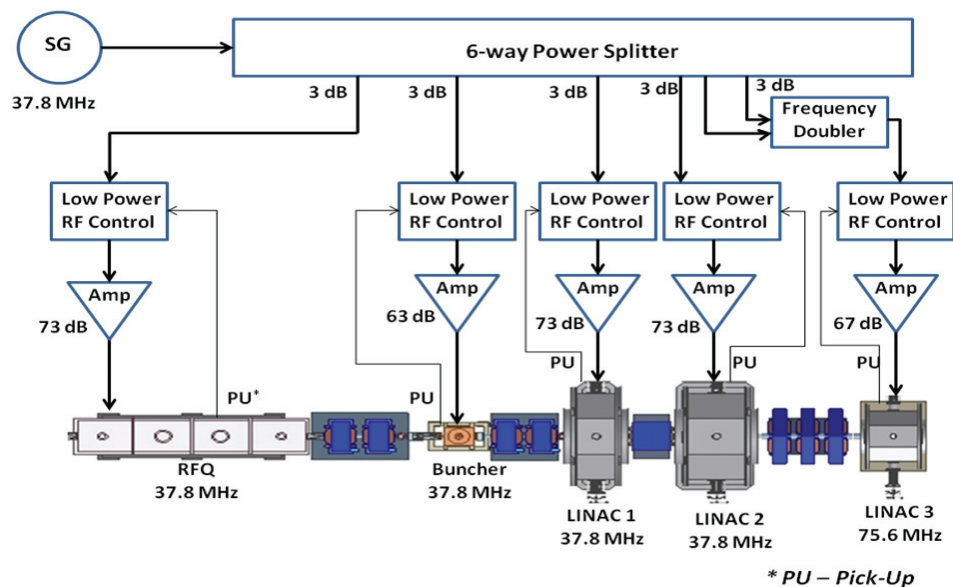 SG
6-way Power Splitter
37.8 MHz
3 dB
3 dB
3 dB
3 dB
3 dB
Frequency
Doubler
Low Power
RF Control
Low Power
RF Control
Low Power
RF Control
Low Power
RF Control
Low Power
RF Control
Amp
73 dB
Amp
63 dB
Amp
73 dB
Amp
73 dB
Amp
67 dB
PU*
PU
PU
PU
PU
RFQ
37.8 MHz
Buncher
37.8 MHz
LINAC 1
37.8 MHz
LINAC 2
37.8 MHz
LINAC 3
75.6 MHz
* PU – Pick-Up